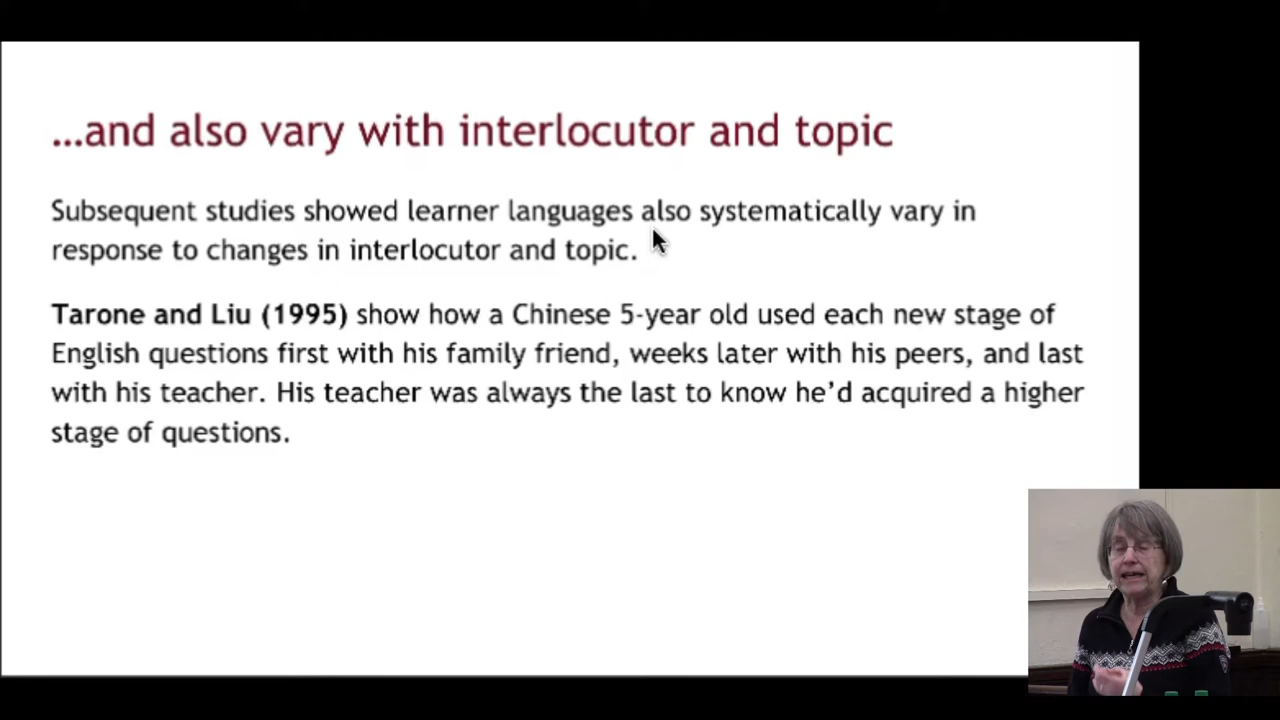 …and also vary with interlocutor and topic
Subsequent studies showed learner languages also systematically vary in
response to changes in interlocutor and topic.
Tarone and Liu (1995) show how a Chinese 5-year old used each new stage of
English questions first with his family friend, weeks later with his peers, and last
with his teacher. His teacher was always the last to know he’d acquired a higher
stage of questions.